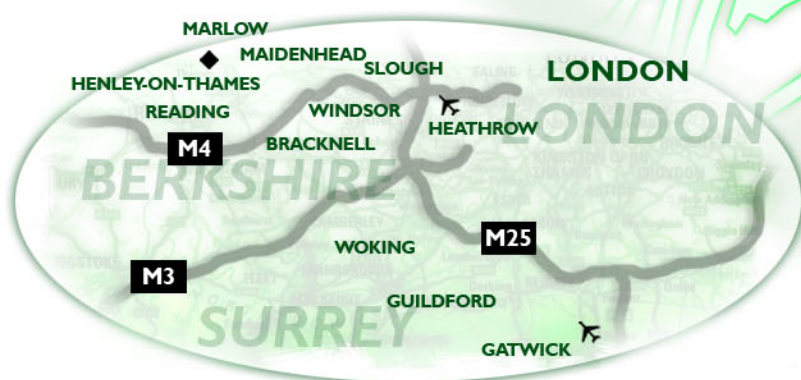 MARLOW
MAIDENHEAD
SLOUGH
LONDON
HENLEY-ON-THAMES
READING
WINDSOR
HEATHROW
LONDON
M4
BRACKNELL
BERKSHIRE
WOKING
M25
M3
GUILDFORD
SURREY
GATWICK